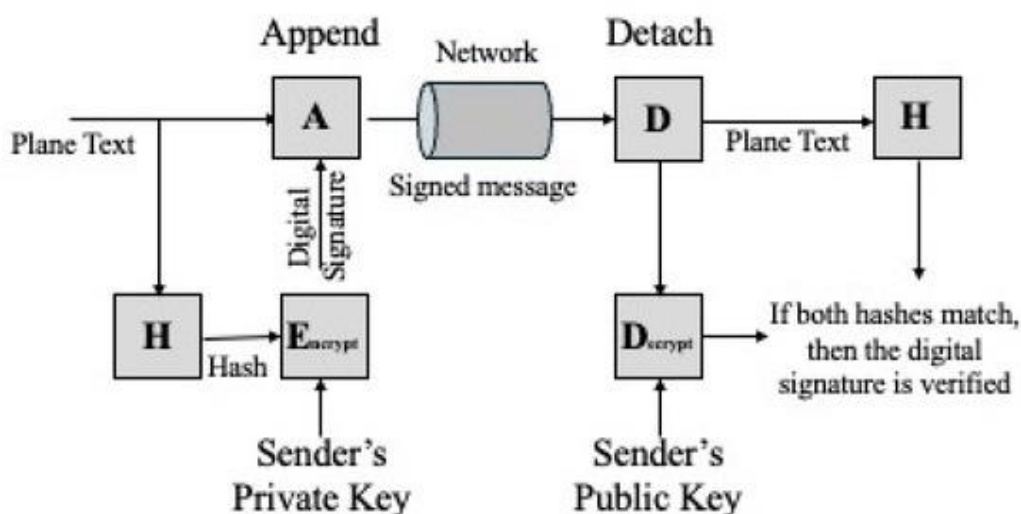 Append
Detach
Network
A
D
H
Plane Text
Plane Text
Signed message
Digital
Signature
H
Hash
Encrypt
Decrypt
If both hashes match,
then the digital
signature is verified
Sender's
Private Key
Sender's
Public Key